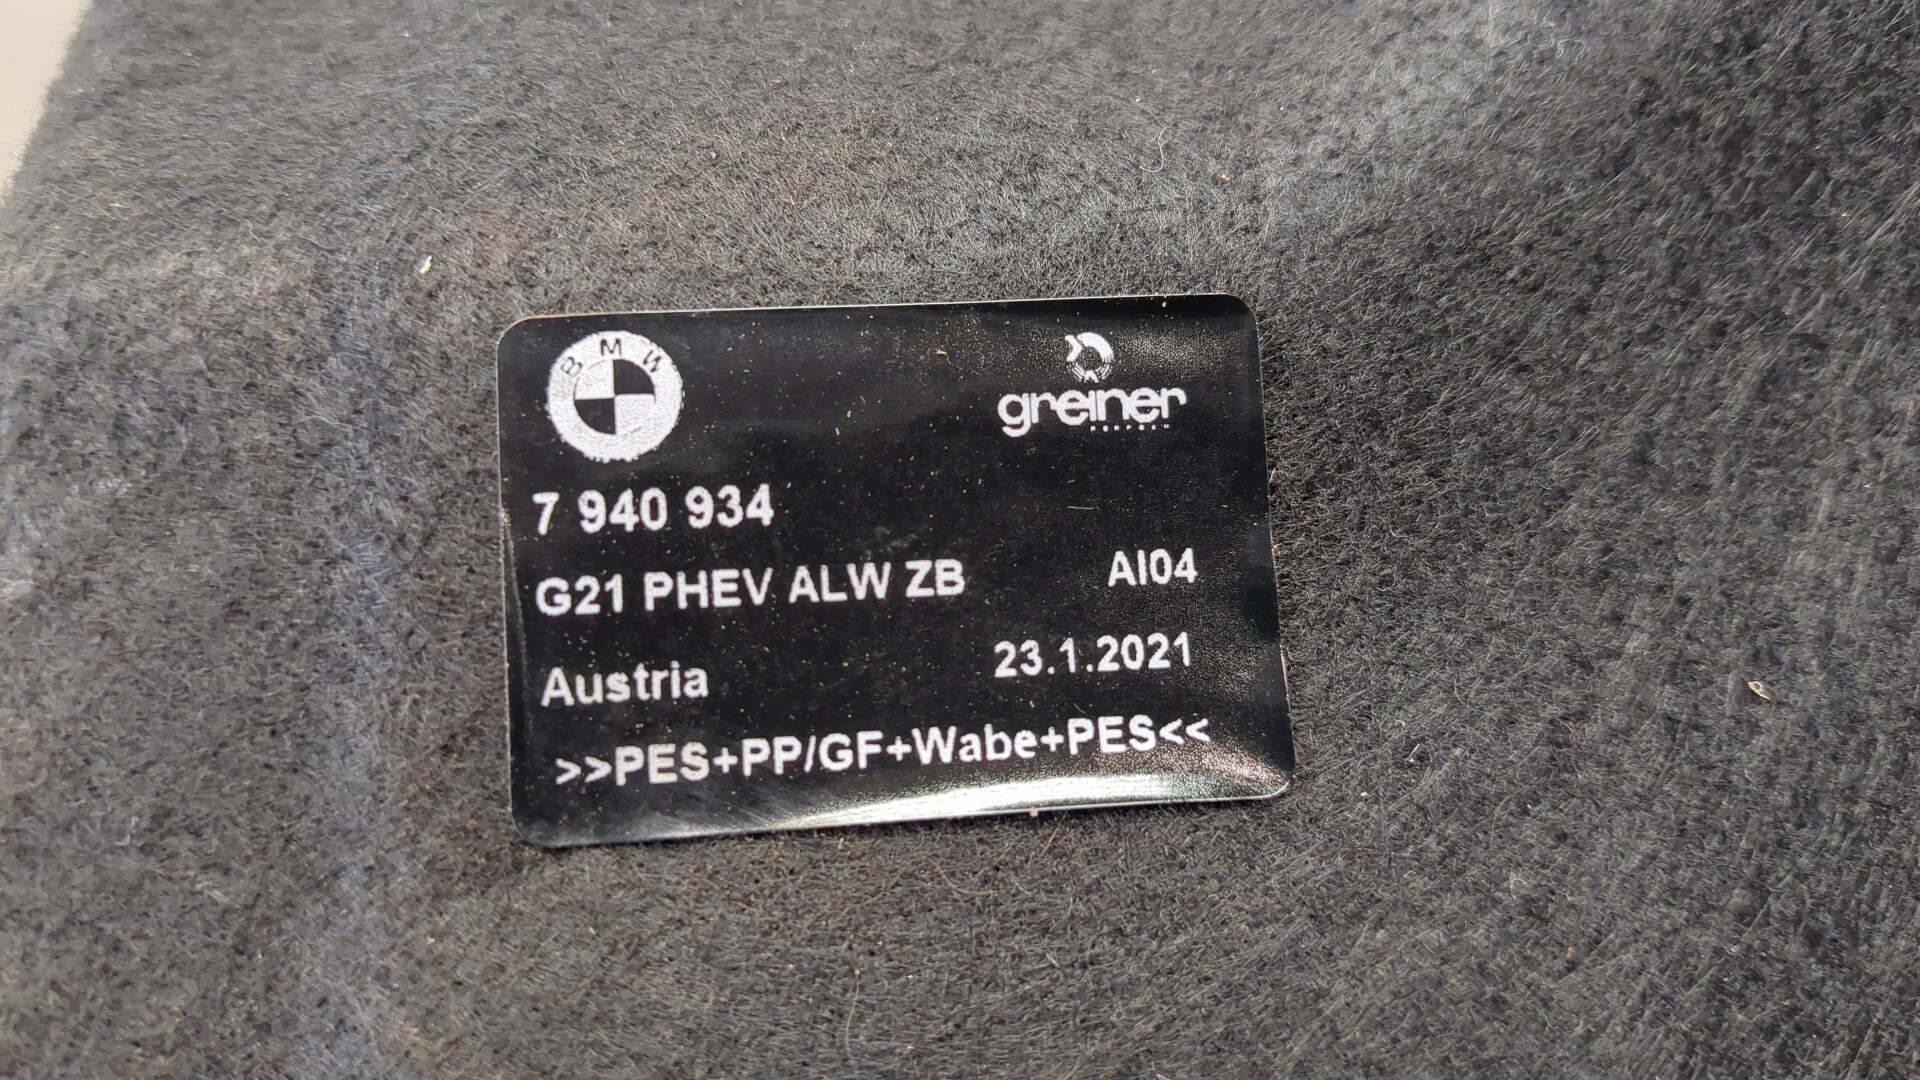 BMW
greiner
7 940 934
G21 PHEV ALW ZB AI04
Austria 23.1.2021
>>PES+PP/GF+Wabe+PES<<